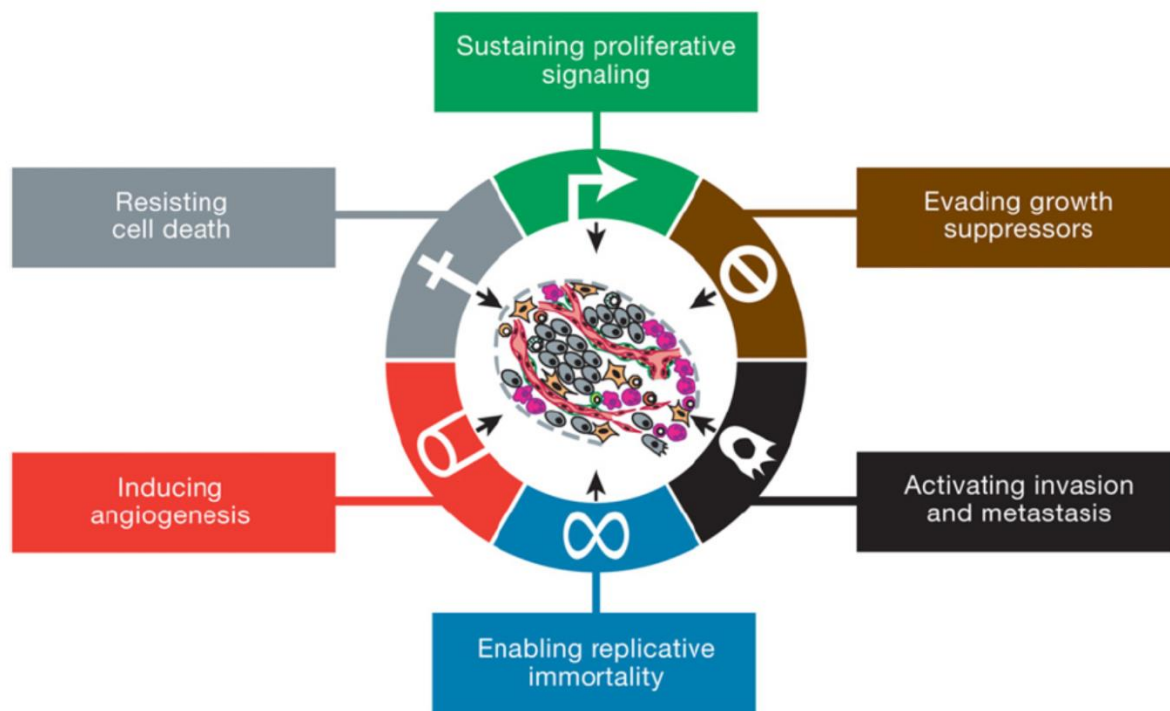 Sustaining proliferative
signaling
Resisting
cell death
Evading growth
suppressors
Inducing
angiogenesis
Activating invasion
and metastasis
Enabling replicative
immortality